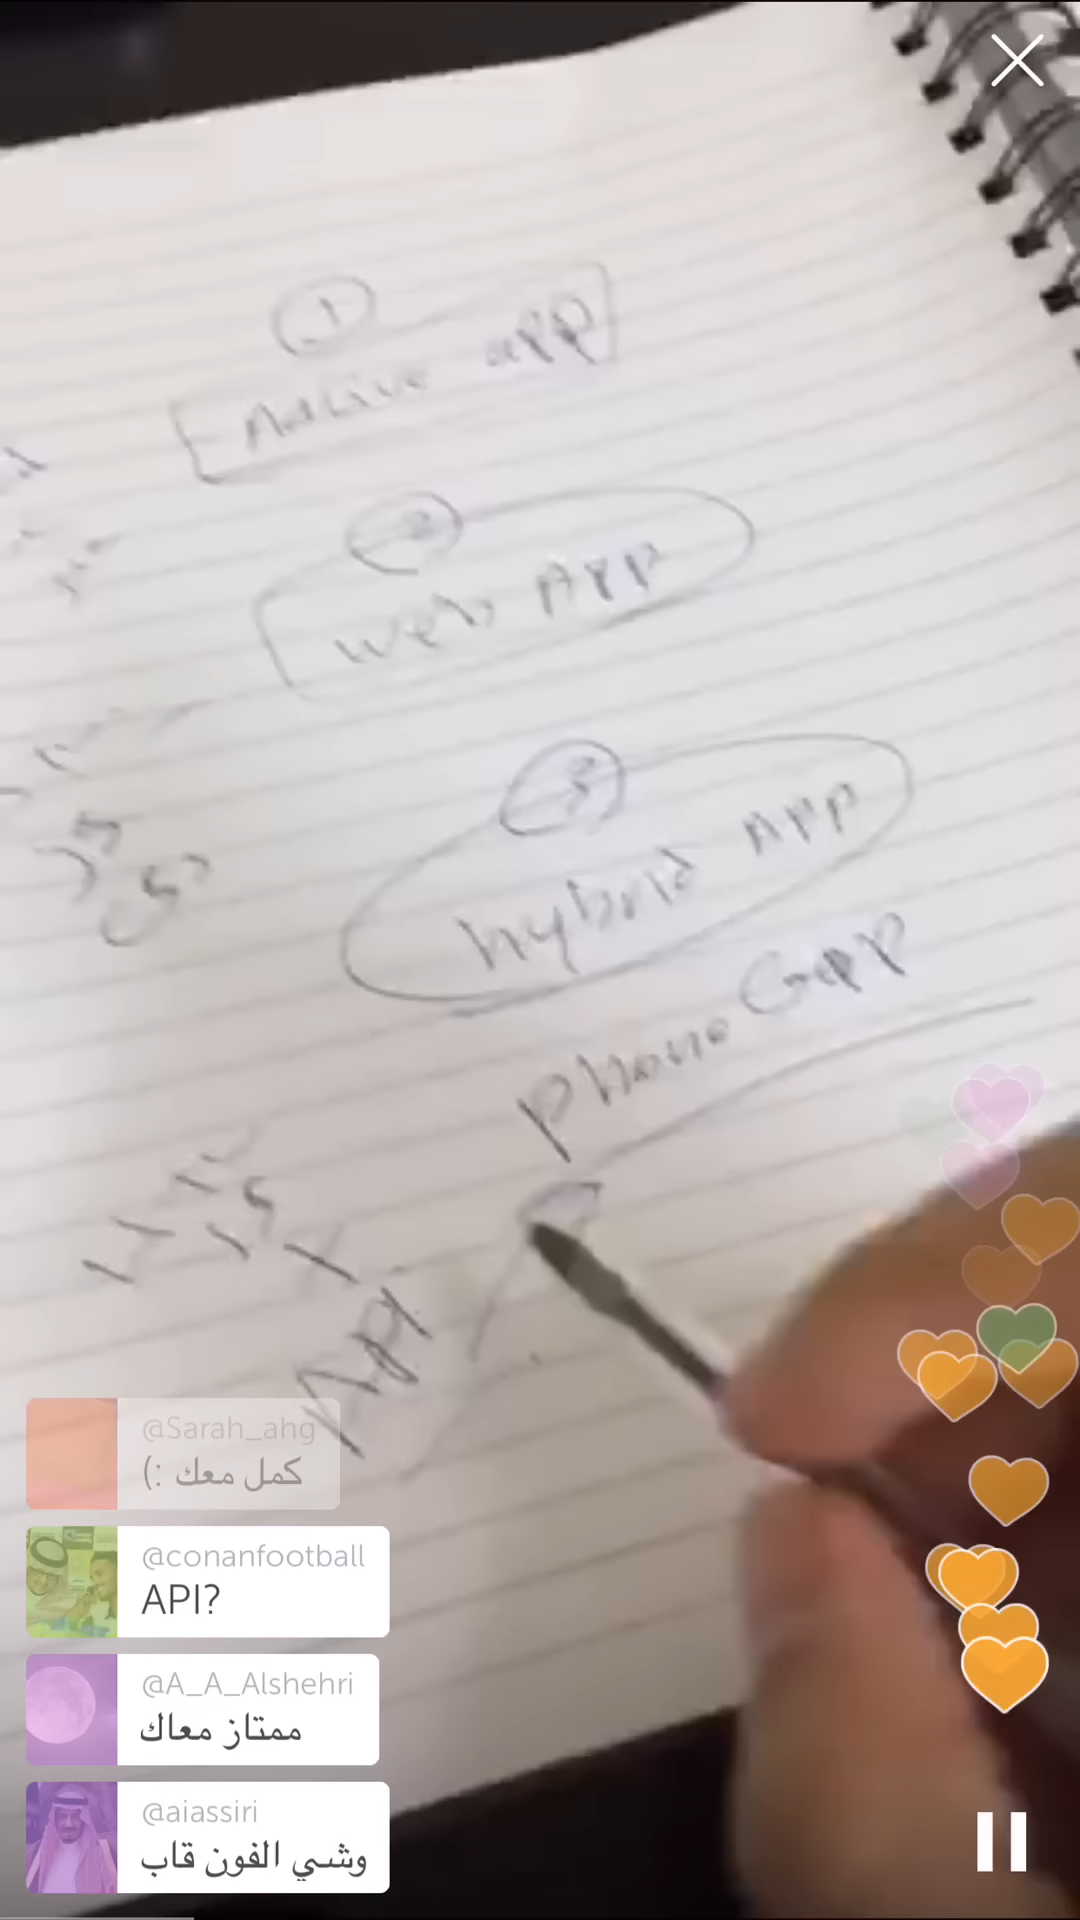 1
Native app
2
Web APP
3
hybrid APP
Phone Gap
API
@Sarah_ahg
كمل معك :)
@conanfootball
API?
@A_A_Alshehri
ممتاز معاك
@aiassiri
وشي الفون قاب